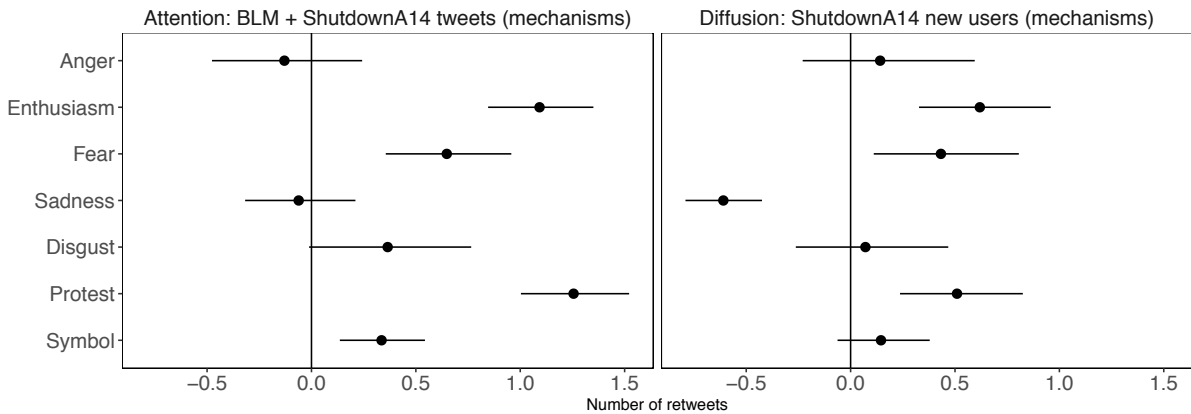 Attention: BLM + ShutdownA14 tweets (mechanisms)
Diffusion: ShutdownA14 new users (mechanisms)
Anger
Enthusiasm
Fear
Sadness
Disgust
Protest
Symbol
−0.5 0.0 0.5 1.0 1.5
−0.5 0.0 0.5 1.0 1.5
Number of retweets